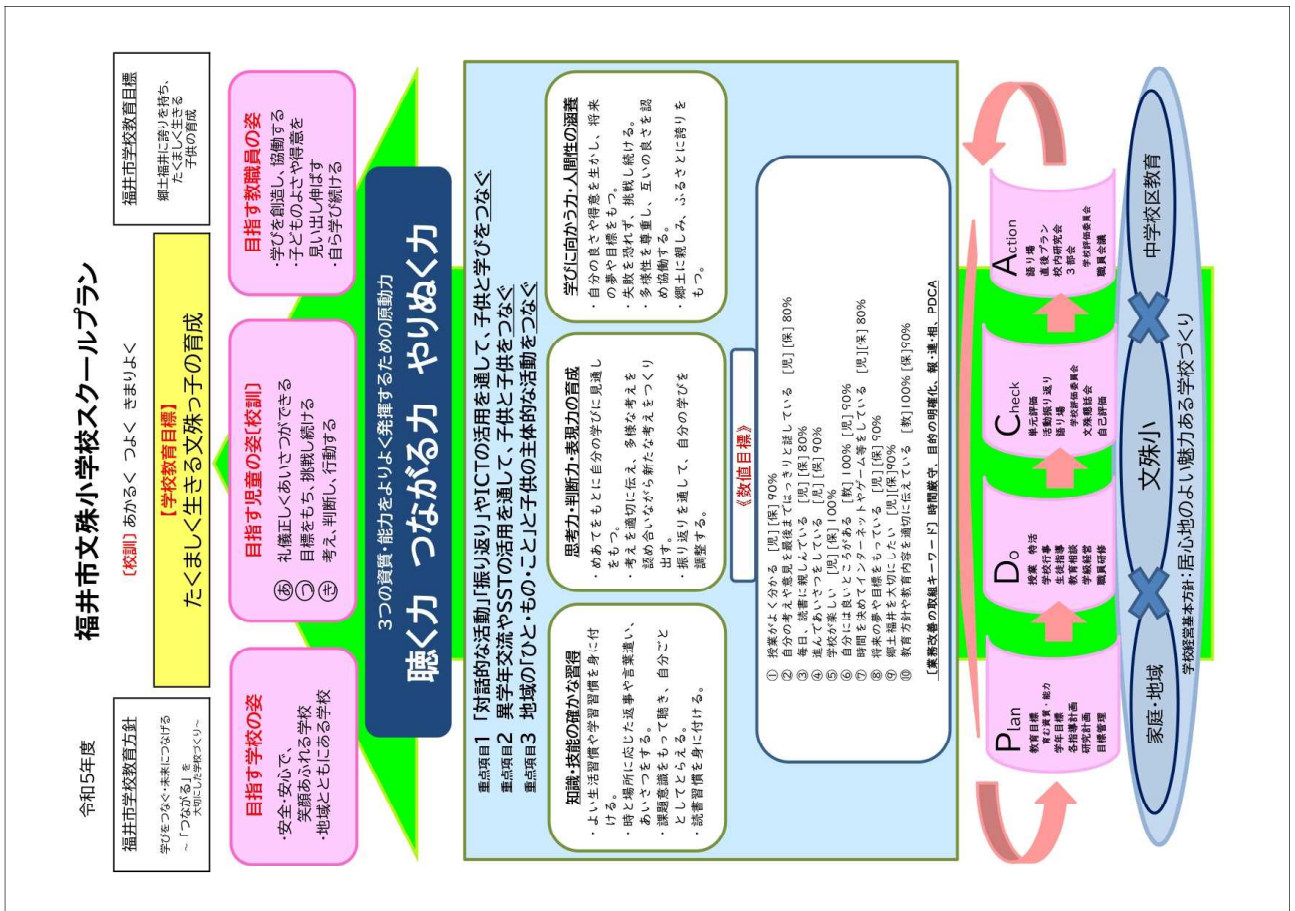 令和5年度
福井市文殊小学校スクールプラン
福井市学校教育方針
学びをつなぐ・未来につなげる
～「つながる」を
大切にした学校づくり～
[校訓] あかるく つよく きまりよく
【学校教育目標】
たくましく生きる文殊っ子の育成
福井市学校教育目標
郷土福井に誇りを持ち、
たくましく生きる
子供の育成
目指す学校の姿
・安全・安心で、
笑顔あふれる学校
・地域とともにある学校
目指す児童の姿[校訓]
あ 礼儀正しくあいさつができる
つ 目標をもち、挑戦し続ける
き 考え、判断し、行動する
目指す教職員の姿
・学びを創造し、協働する
・子どものよさや得意を
見い出し伸ばす
・自ら学び続ける
3つの資質・能力をよりよく発揮するための原動力
聴く力 つながる力 やりぬく力
重点項目1 「対話的な活動」「振り返り」やICTの活用を通して、子供と学びをつなぐ
重点項目2 異学年交流やSSTの活用を通して、子供と子供をつなぐ
重点項目3 地域の「ひと・もの・こと」と子供の主体的な活動をつなぐ
知識・技能の確かな習得
・よい生活習慣や学習習慣を身に付
ける。
・時と場所に応じた返事や言葉遣い、
あいさつをする。
・課題意識をもって聴き、自分ごと
としてとらえる。
・読書習慣を身に付ける。
思考力・判断力・表現力の育成
・めあてをもとに自分の学びに見通し
をもつ。
・考えを適切に伝え、多様な考えを
認め合いながら新たな考えをつくり
出す。
・振り返りを通して、自分の学びを
調整する。
学びに向かう力・人間性の涵養
・自分の良さや得意を生かし、将来
の夢や目標をもつ。
・失敗を恐れず、挑戦し続ける。
・多様性を尊重し、互いの良さを認
め協働する。
・郷土に親しみ、ふるさとに誇りを
もつ。
《数値目標》
① 授業がよく分かる [児][保]90%
② 自分の考えや意見を最後まではっきりと話している [児][保] 80%
③ 毎日、読書に親しんでいる [児][保] 80%
④ 進んであいさつをしている [児][保] 90%
⑤ 学校が楽しい [児][保]100%
⑥ 自分には良いところがある [教]100% [児]90%
⑦ 時間を決めてインターネットやゲーム等をしている [児][保] 80%
⑧ 将来の夢や目標をもっている [児][保] 90%
⑨ 郷土福井を大切にしたい [児][保]90%
⑩ 教育方針や教育内容を適切に伝えている [教]100% [保]90%
[業務改善の取組キーワード] 時間厳守、目的の明確化、報・連・相、PDCA
Plan
教育目標
育む資質・能力
学年目標
各指導計画
研究計画
目標管理
Do
授業 特活
学校行事
生徒指導
教育相談
学級経営
職員研修
Check
単元評価
活動振り返り
語り場
学校評価委員会
文殊懇話会
自己評価
Action
語り場
直後プラン
校内研究会
3部会
学校評価委員会
職員会議
家庭・地域
文殊小
中学校区教育
学校経営基本方針:居心地のよい魅力ある学校づくり